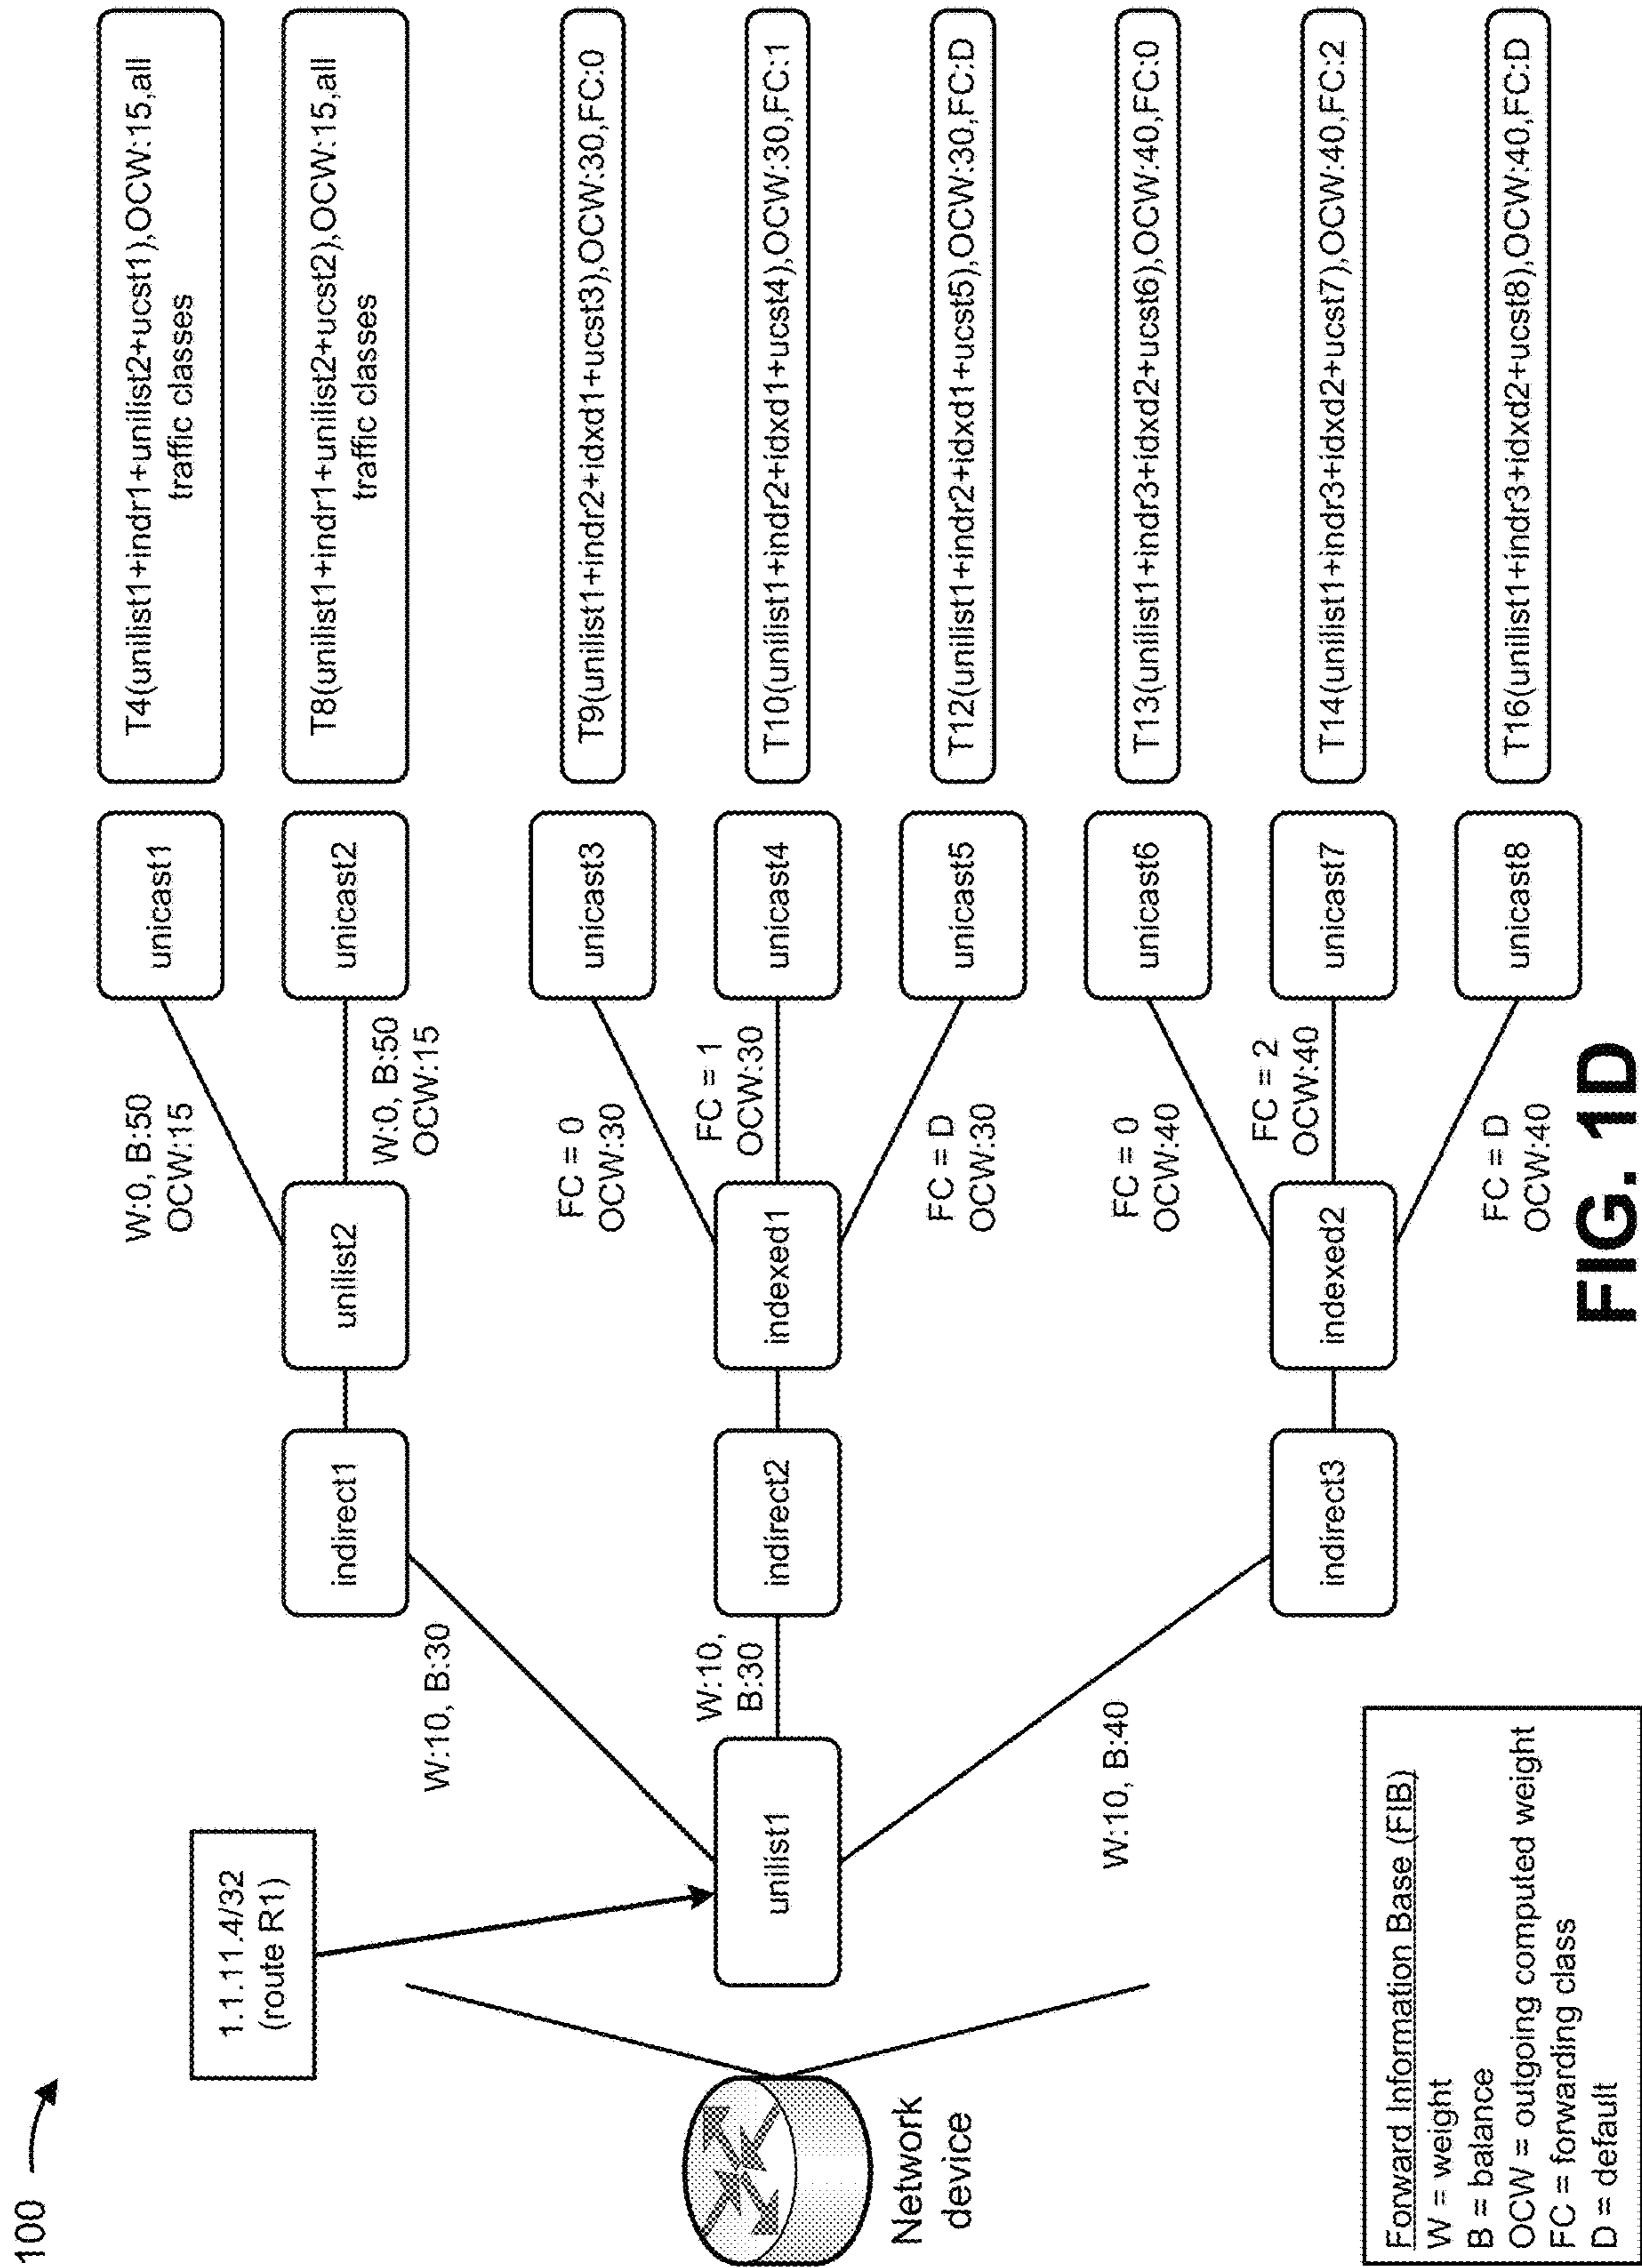 100
1.1.11.4/32
(route R1)
Network
device
unilist1
W:10, B:30
W:10,
B:30
W:10, B:40
indirect1
indirect2
indirect3
unilist2
indexed1
indexed2
W:0, B:50
OCW:15
W:0, B:50
OCW:15
FC = 0
OCW:30
FC = 1
OCW:30
FC = D
OCW:30
FC = 0
OCW:40
FC = 2
OCW:40
FC = D
OCW:40
unicast1
unicast2
unicast3
unicast4
unicast5
unicast6
unicast7
unicast8
T4(unilist1+indr1+unilist2+ucst1),OCW:15,all
traffic classes
T8(unilist1+indr1+unilist2+ucst2),OCW:15,all
traffic classes
T9(unilist1+indr2+idxd1+ucst3),OCW:30,FC:0
T10(unilist1+indr2+idxd1+ucst4),OCW:30,FC:1
T12(unilist1+indr2+idxd1+ucst5),OCW:30,FC:D
T13(unilist1+indr3+idxd2+ucst6),OCW:40,FC:0
T14(unilist1+indr3+idxd2+ucst7),OCW:40,FC:2
T16(unilist1+indr3+idxd2+ucst8),OCW:40,FC:D
Forward Information Base (FIB)
W = weight
B = balance
OCW = outgoing computed weight
FC = forwarding class
D = default
FIG. 1D